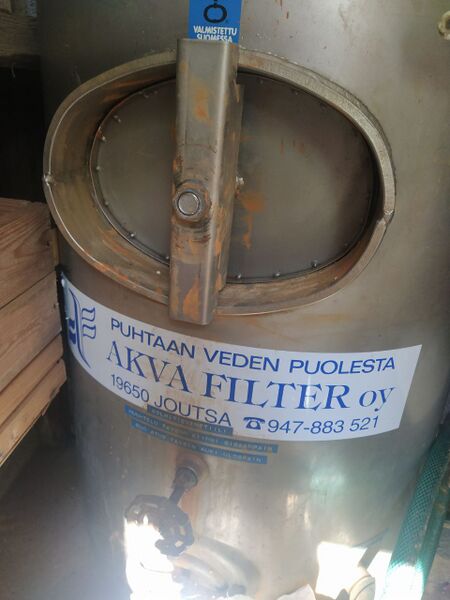 VALMISTETTU
SUOMESSA
PUHTAAN VEDEN PUOLESTA
AKVA FILTER oy
19650 JOUTSA ☎947-883 521